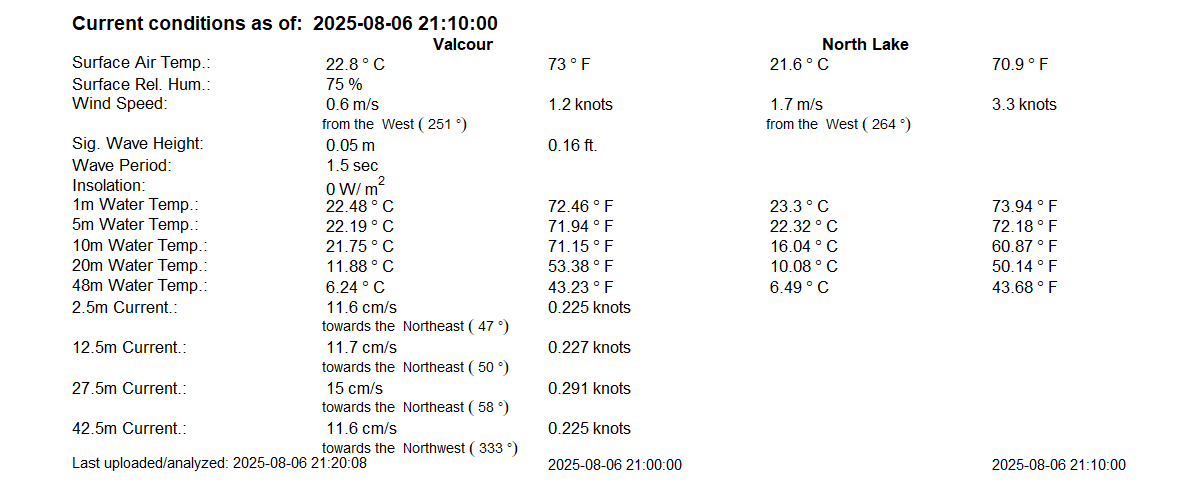 Current conditions as of: 2025-08-06 21:10:00
Valcour North Lake
Surface Air Temp.: 22.8 ° C 73 ° F 21.6 ° C 70.9 ° F
Surface Rel. Hum.: 75 %
Wind Speed: 0.6 m/s 1.2 knots 1.7 m/s 3.3 knots
from the West ( 251 °) from the West ( 264 °)
Sig. Wave Height: 0.05 m 0.16 ft.
Wave Period: 1.5 sec
Insolation: 0 W/ m²
1m Water Temp.: 22.48 ° C 72.46 ° F 23.3 ° C 73.94 ° F
5m Water Temp.: 22.19 ° C 71.94 ° F 22.32 ° C 72.18 ° F
10m Water Temp.: 21.75 ° C 71.15 ° F 16.04 ° C 60.87 ° F
20m Water Temp.: 11.88 ° C 53.38 ° F 10.08 ° C 50.14 ° F
48m Water Temp.: 6.24 ° C 43.23 ° F 6.49 ° C 43.68 ° F
2.5m Current.: 11.6 cm/s 0.225 knots
towards the Northeast ( 47 °)
12.5m Current.: 11.7 cm/s 0.227 knots
towards the Northeast ( 50 °)
27.5m Current.: 15 cm/s 0.291 knots
towards the Northeast ( 58 °)
42.5m Current.: 11.6 cm/s 0.225 knots
towards the Northwest ( 333 °)
Last uploaded/analyzed: 2025-08-06 21:20:08 2025-08-06 21:00:00 2025-08-06 21:10:00